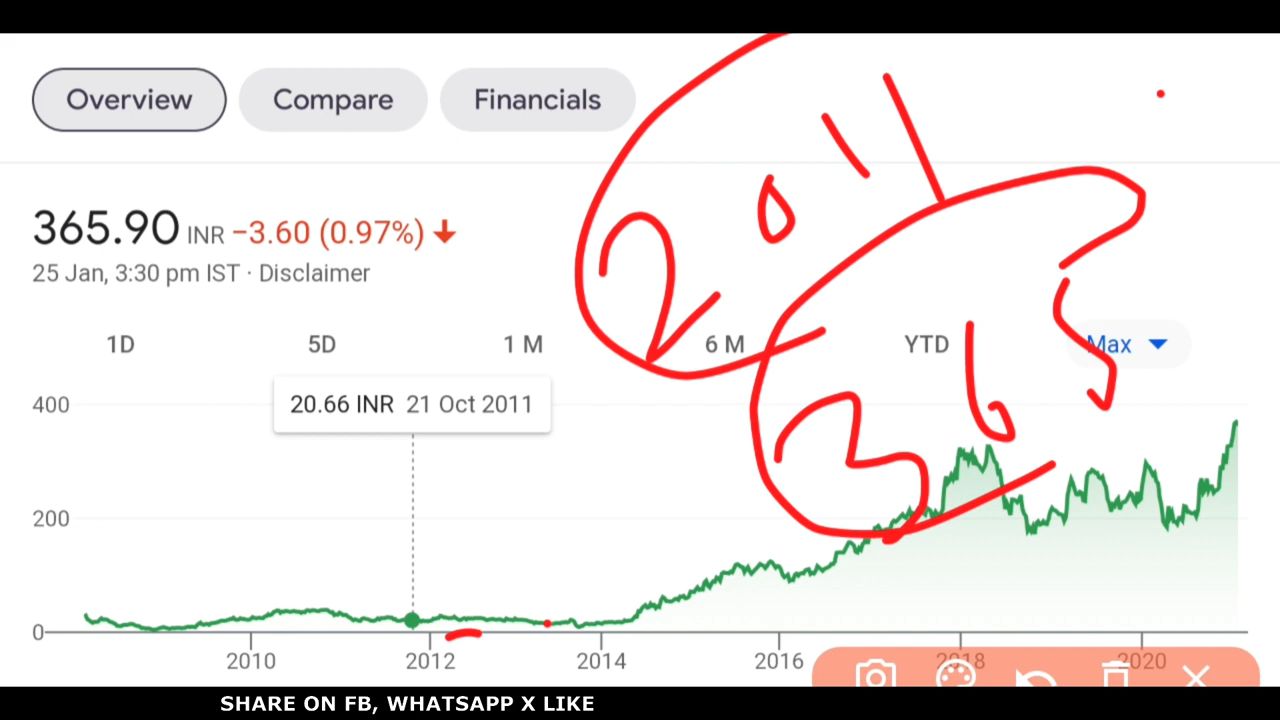 Overview Compare Financials
365.90 INR −3.60 (0.97%) ↓
25 Jan, 3:30 pm IST · Disclaimer
2011
1D 5D 1 M 6 M YTD Max
365
400
20.66 INR 21 Oct 2011
200
0
2010 2012 2014 2016 2018 2020
SHARE ON FB, WHATSAPP X LIKE